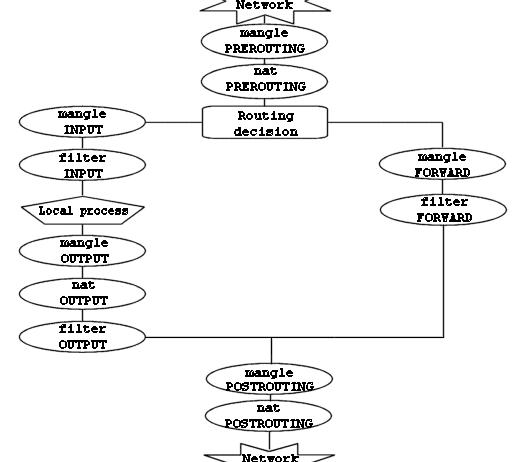 Network
mangle
PREROUTING
nat
PREROUTING
Routing
decision
mangle
INPUT
filter
INPUT
Local process
mangle
OUTPUT
nat
OUTPUT
filter
OUTPUT
mangle
FORWARD
filter
FORWARD
mangle
POSTROUTING
nat
POSTROUTING
Network